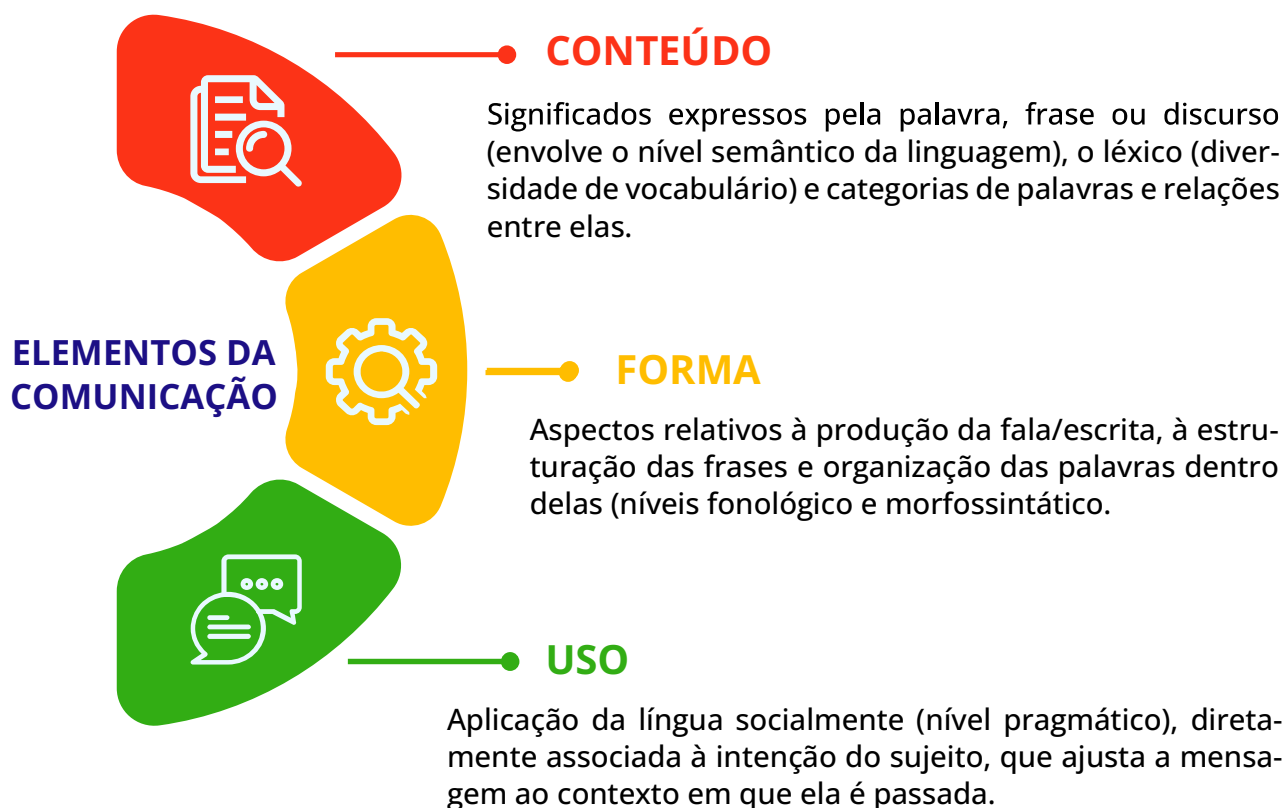 CONTEÚDO
Significados expressos pela palavra, frase ou discurso
(envolve o nível semântico da linguagem), o léxico (diver-
sidade de vocabulário) e categorias de palavras e relações
entre elas.
ELEMENTOS DA
COMUNICAÇÃO
FORMA
Aspectos relativos à produção da fala/escrita, à estru-
turação das frases e organização das palavras dentro
delas (níveis fonológico e morfossintático.
USO
Aplicação da língua socialmente (nível pragmático), direta-
mente associada à intenção do sujeito, que ajusta a mensa-
gem ao contexto em que ela é passada.